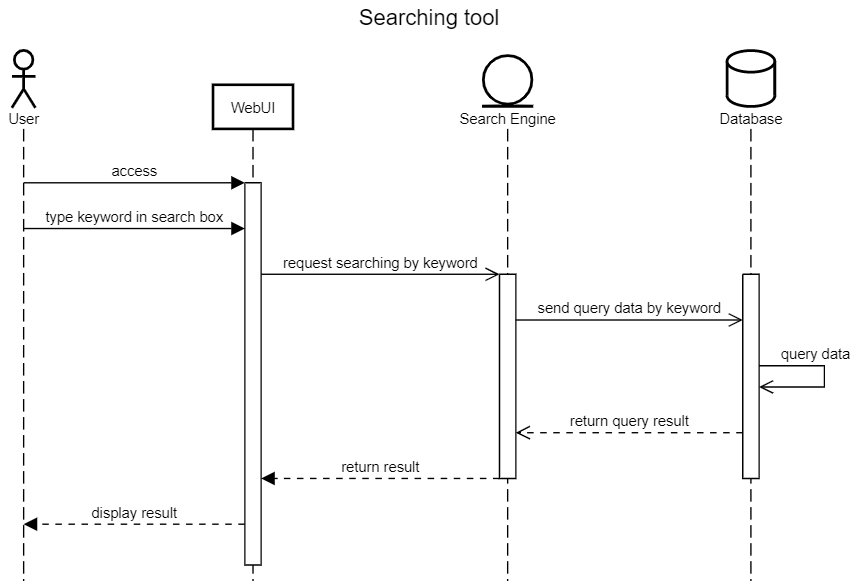 Searching tool
User
WebUI
Search Engine
Database
access
type keyword in search box
request searching by keyword
send query data by keyword
query data
return query result
return result
display result